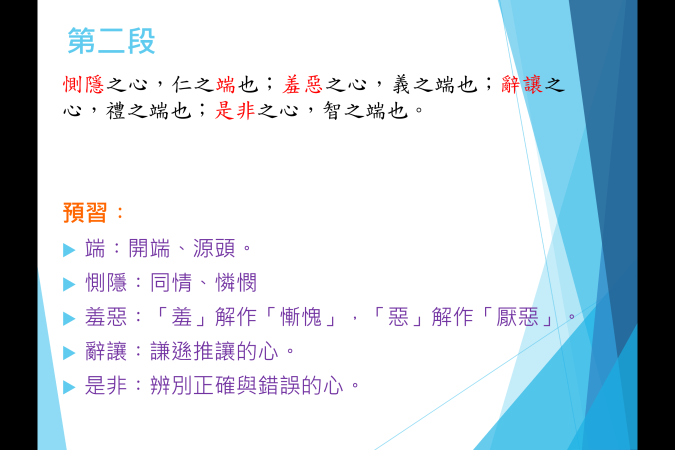 第二段
惻隱之心，仁之端也；羞惡之心，義之端也；辭讓之
心，禮之端也；是非之心，智之端也。
預習：
端：開端、源頭。
惻隱：同情、憐憫
羞惡：「羞」解作「慚愧」，「惡」解作「厭惡」。
辭讓：謙遜推讓的心。
是非：辨別正確與錯誤的心。